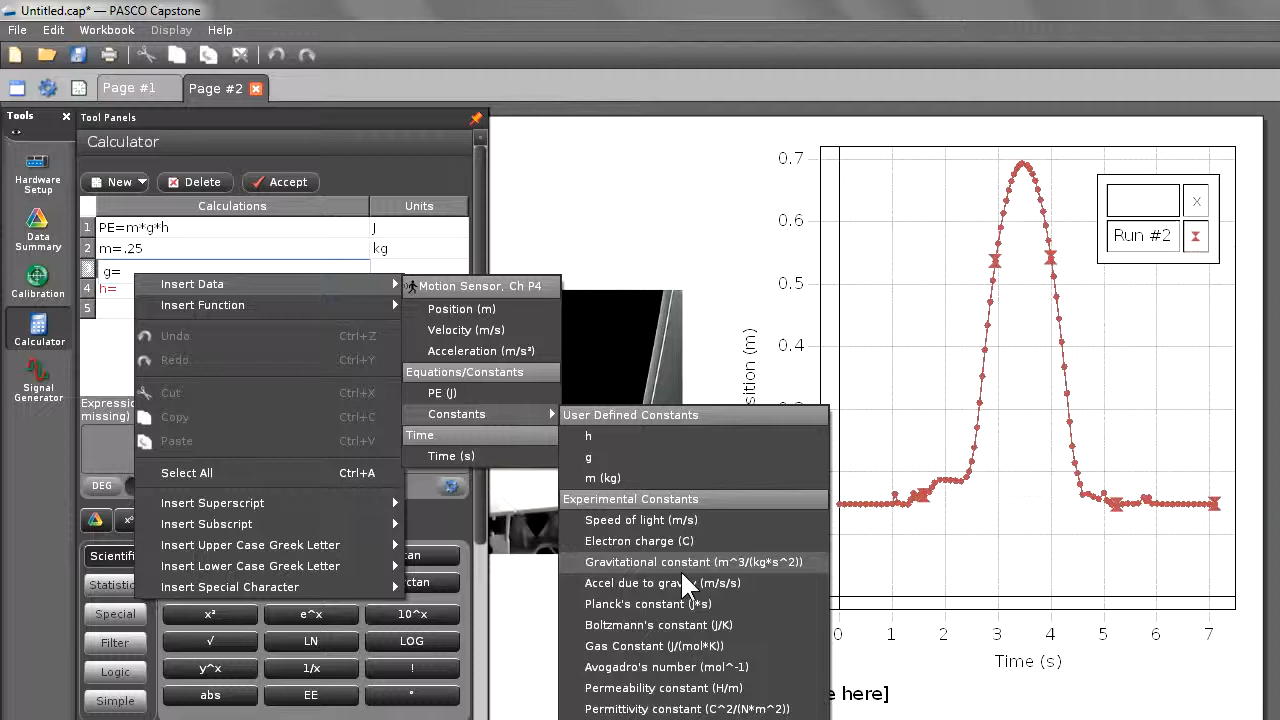 Untitled.cap* — PASCO Capstone
File Edit Workbook Display Help
Page #1 Page #2
Tools
Tool Panels
Calculator
Hardware
Setup
Data
Summary
Calibration
Calculator
Signal
Generator
New Delete Accept
Calculations Units
1 PE=m*g*h J
2 m=.25 kg
g=
4 h=
5
Insert Data
Insert Function
Undo Ctrl+Z
Redo Ctrl+Y
Cut Ctrl+X
Copy Ctrl+C
Paste Ctrl+V
Select All Ctrl+A
Insert Superscript
Insert Subscript
Insert Upper Case Greek Letter
Insert Lower Case Greek Letter
Insert Special Character
Motion Sensor, Ch P4
Position (m)
Velocity (m/s)
Acceleration (m/s²)
Equations/Constants
PE (J)
Constants
Time
Time (s)
User Defined Constants
h
g
m (kg)
Experimental Constants
Speed of light (m/s)
Electron charge (C)
Gravitational constant (m^3/(kg*s^2))
Accel due to (m/s/s)
Planck's constant (J*s)
Boltzmann's constant (J/K)
Gas Constant (J/(mol*K))
Avogadro's number (mol^-1)
Permeability constant (H/m)
Permittivity constant (C^2/(N*m^2))
missing)
DEG
Special x² e^x 10^x
Filter √ LN LOG
Logic y^x 1/x !
Simple abs EE °
0.7
0.6
0.5
0.4
(m)
Run #2
0 1 2 3 4 5 6 7
Time (s)
here]